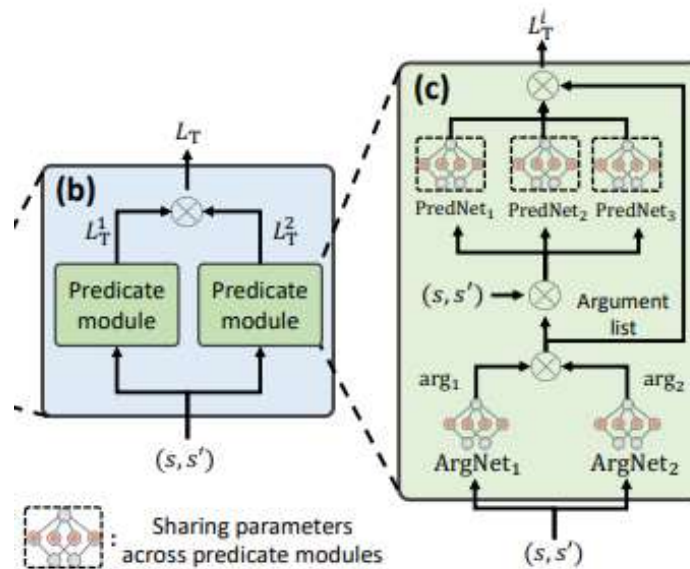 (b)
L_T
L_T^1
L_T^2
Predicate
module
Predicate
module
(s, s′)
: Sharing parameters
across predicate modules
(c)
L_T^i
PredNet₁
PredNet₂
PredNet₃
(s, s′)
Argument
list
arg₁
arg₂
ArgNet₁
ArgNet₂
(s, s′)